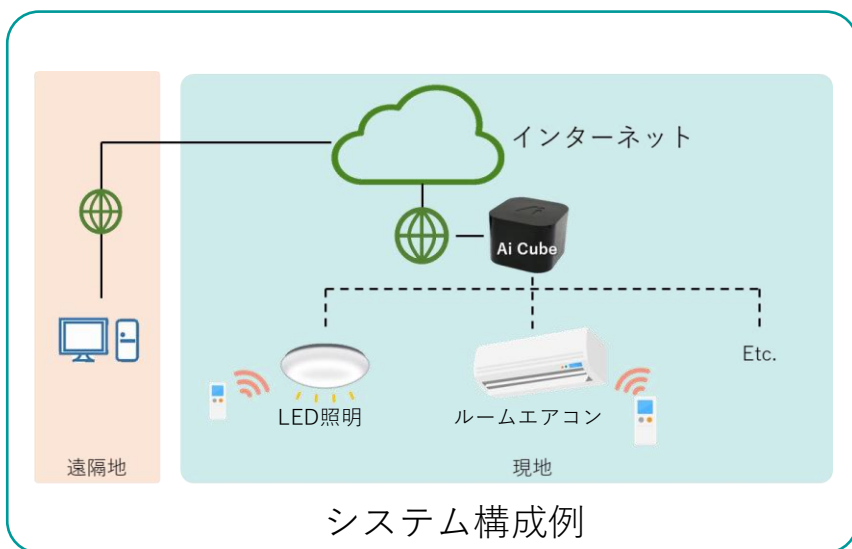 インターネット
Ai Cube
Etc.
LED照明
ルームエアコン
遠隔地
現地
システム構成例